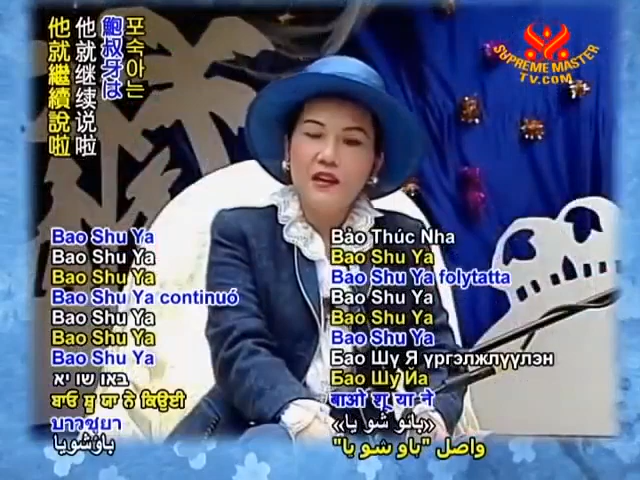 他就繼續說啦
他就继续说啦
鮑叔牙は
포숙아는
SUPREME MASTER
TV.COM
Bao Shu Ya
Bao Shu Ya
Bao Shu Ya
Bao Shu Ya continuó
Bao Shu Ya
Bao Shu Ya
Bao Shu Ya
באו שו יא
ਬਾਓ ਸ਼ੂ ਯਾ ਨੇ ਕਿਉਈ
บาวซูยา
باؤشویا
Bảo Thúc Nha
Bao Shu Ya
Bao Shu Ya folytatta
Bao Shu Ya
Bao Shu Ya
Bao Shu Ya
Бао Шү Я үргэлжлүүлэн
Бао Шу Йа
बाओ शू या ने
«بائو شو یا»
واصل "باو شو يا"